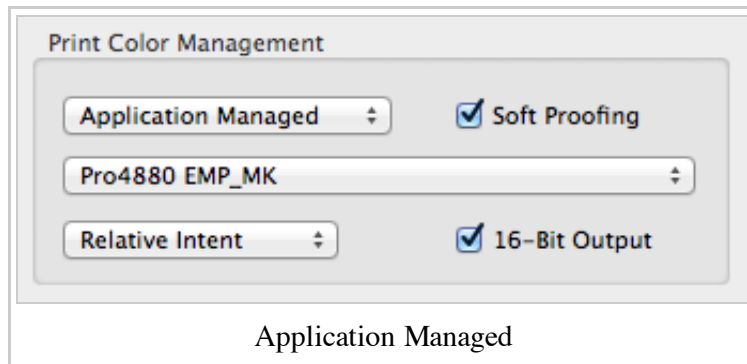 Print Color Management
Application Managed Soft Proofing
Pro4880 EMP_MK
Relative Intent 16-Bit Output
Application Managed